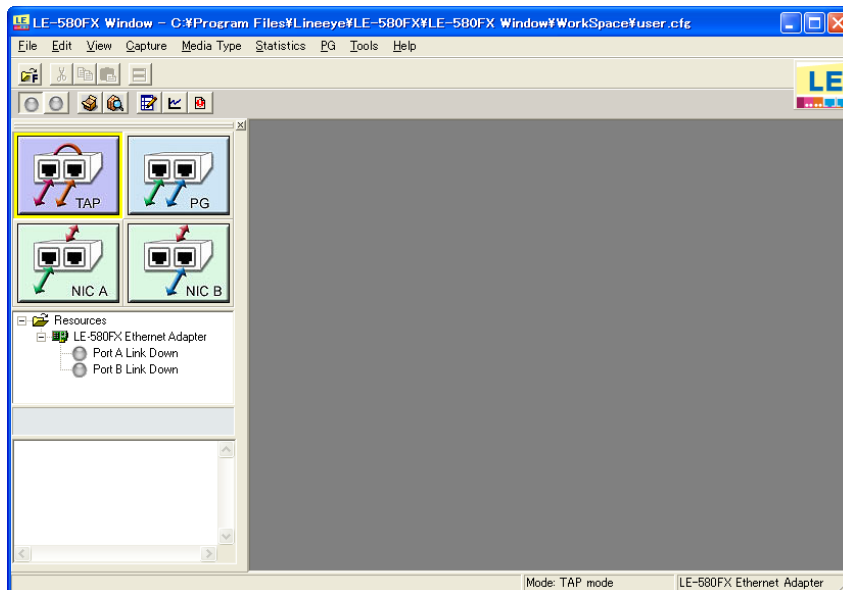 LE-580FX Window - C:¥Program Files¥Lineeye¥LE-580FX¥LE-580FX Window¥WorkSpace¥user.cfg
File Edit View Capture Media Type Statistics PG Tools Help
LE
TAP
PG
NIC A
NIC B
Resources
LE-580FX Ethernet Adapter
Port A Link Down
Port B Link Down
Mode: TAP mode
LE-580FX Ethernet Adapter